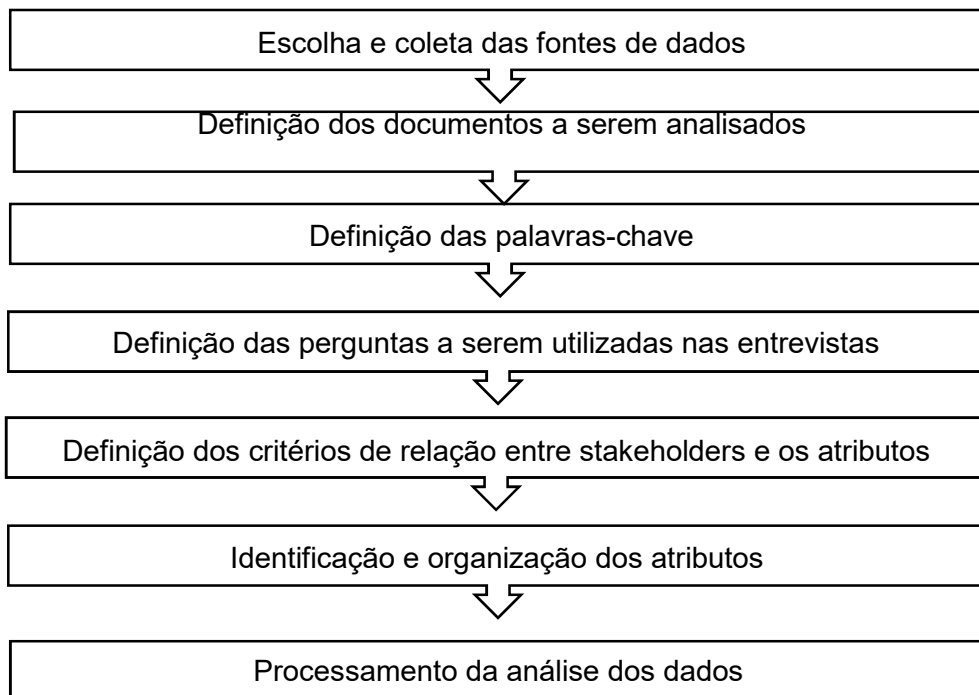 Escolha e coleta das fontes de dados
Definição dos documentos a serem analisados
Definição das palavras-chave
Definição das perguntas a serem utilizadas nas entrevistas
Definição dos critérios de relação entre stakeholders e os atributos
Identificação e organização dos atributos
Processamento da análise dos dados